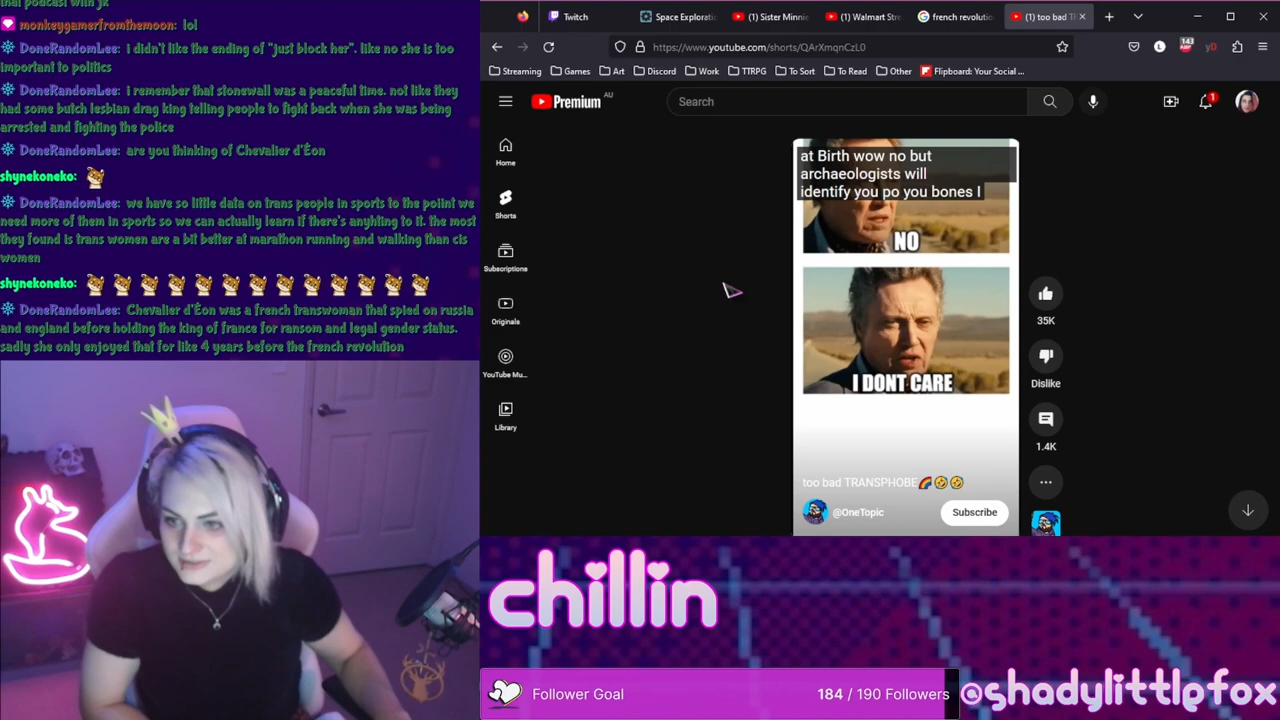 that podcast with jk
monkeygamerfromthemoon: lol
DoneRandomLee: i didn't like the ending of "just block her". like no she is too
important to politics
DoneRandomLee: i remember that stonewall was a peaceful time. not like they
had some butch lesbian drag king telling people to fight back when she was being
arrested and fighting the police
DoneRandomLee: are you thinking of Chevalier d'Éon
shynekoneko:
DoneRandomLee: we have so little data on trans people in sports to the poiint we
need more of them in sports so we can actually learn if there's anyhting to it. the most
they found is trans women are a bit better at marathon running and walking than cis
women
shynekoneko:
DoneRandomLee: Chevalier d'Éon was a french transwoman that spied on russia
and england before holding the king of france for ransom and legal gender status.
sadly she only enjoyed that for like 4 years before the french revolution
Twitch
Space Explorati
(1) Sister Minnie
(1) Walmart Stre
french revolutio
(1) too bad T
https://www.youtube.com/shorts/QArXmqnCzL0
143
Streaming
Games
Art
Discord
Work
TTRPG
To Sort
To Read
Other
Flipboard: Your Social ...
Premium AU
Search
1
Home
Shorts
Subscriptions
Originals
YouTube Mu...
Library
at Birth wow no but
archaeologists will
identify you po you bones I
NO
I DONT CARE
too bad TRANSPHOBE🌈🤣🤣
@OneTopic
Subscribe
35K
Dislike
1.4K
chillin
Follower Goal
184 / 190 Followers
@shadylittlefox